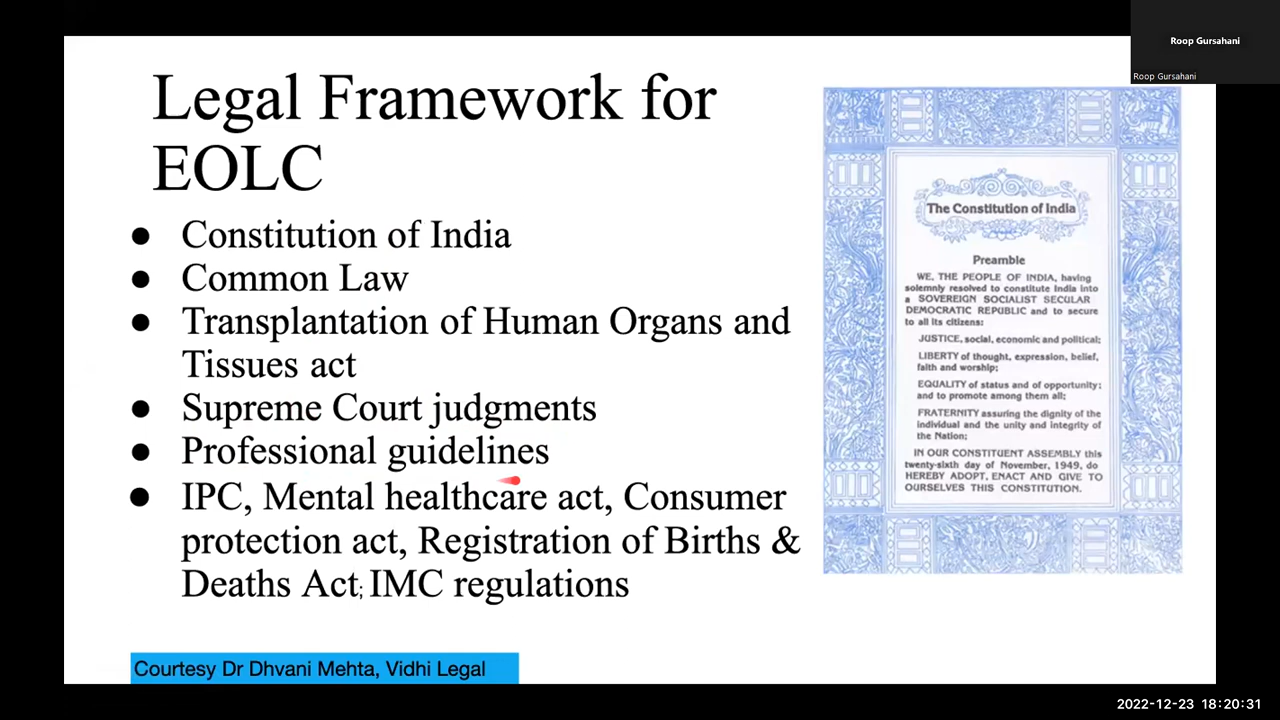 Roop Gursahani
Roop Gursahani
Legal Framework for
EOLC
● Constitution of India
● Common Law
● Transplantation of Human Organs and
Tissues act
● Supreme Court judgments
● Professional guidelines
● IPC, Mental healthcare act, Consumer
protection act, Registration of Births &
Deaths Act; IMC regulations
The Constitution of India
Preamble
WE, THE PEOPLE OF INDIA, having
solemnly resolved to constitute India into
a SOVEREIGN SOCIALIST SECULAR
DEMOCRATIC REPUBLIC and to secure
to all its citizens:
JUSTICE, social, economic and political;
LIBERTY of thought, expression, belief,
faith and worship;
EQUALITY of status and of opportunity;
and to promote among them all;
FRATERNITY assuring the dignity of the
individual and the unity and integrity of
the Nation;
IN OUR CONSTITUENT ASSEMBLY this
twenty-sixth day of November, 1949, do
HEREBY ADOPT, ENACT AND GIVE TO
OURSELVES THIS CONSTITUTION.
Courtesy Dr Dhvani Mehta, Vidhi Legal
2022-12-23 18:20:31